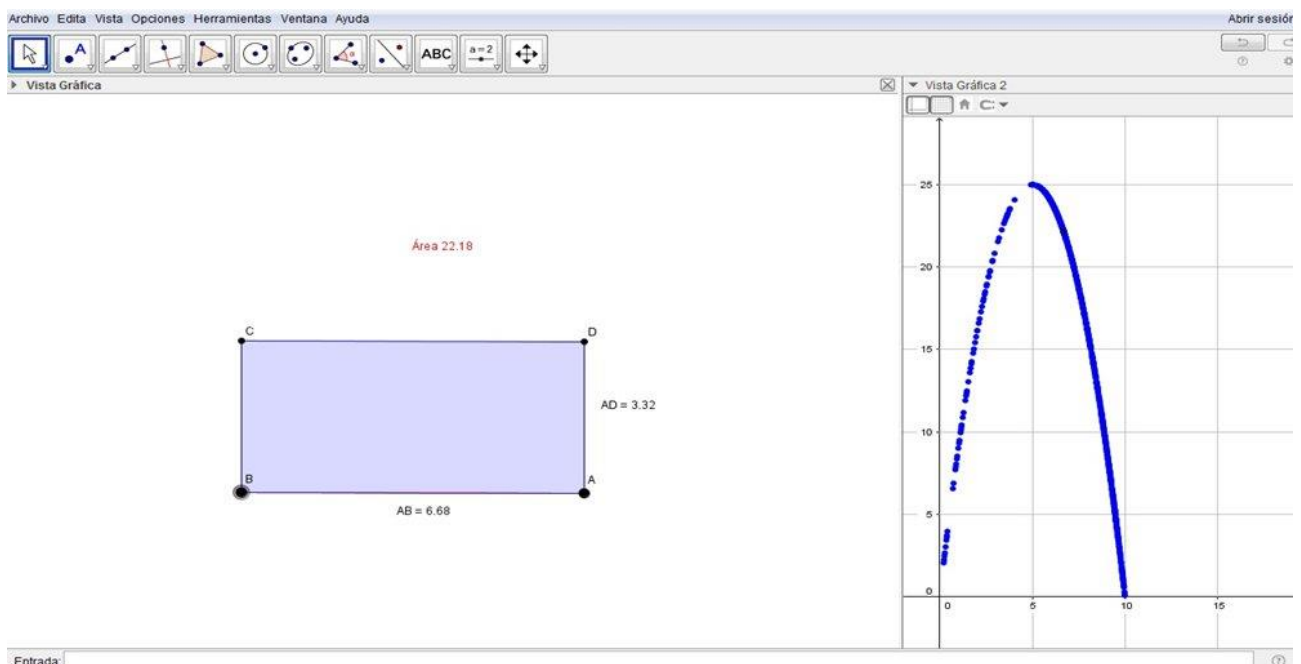 Archivo Edita Vista Opciones Herramientas Ventana Ayuda
Abrir sesión
A
α
ABC
a=2
Vista Gráfica
Vista Gráfica 2
Área 22.18
C
D
AD = 3.32
B
A
AB = 6.68
25
20
15
10
5
0
0
5
10
15
Entrada: